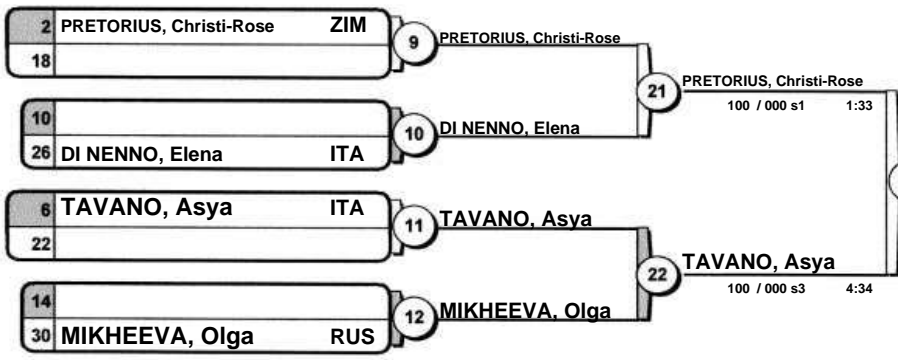 2 PRETORIUS, Christi-Rose ZIM
18
9
PRETORIUS, Christi-Rose
10
26 DI NENNO, Elena ITA
10
DI NENNO, Elena
21
PRETORIUS, Christi-Rose
100 / 000 s1 1:33
6 TAVANO, Asya ITA
22
11
TAVANO, Asya
14
30 MIKHEEVA, Olga RUS
12
MIKHEEVA, Olga
22
TAVANO, Asya
100 / 000 s3 4:34